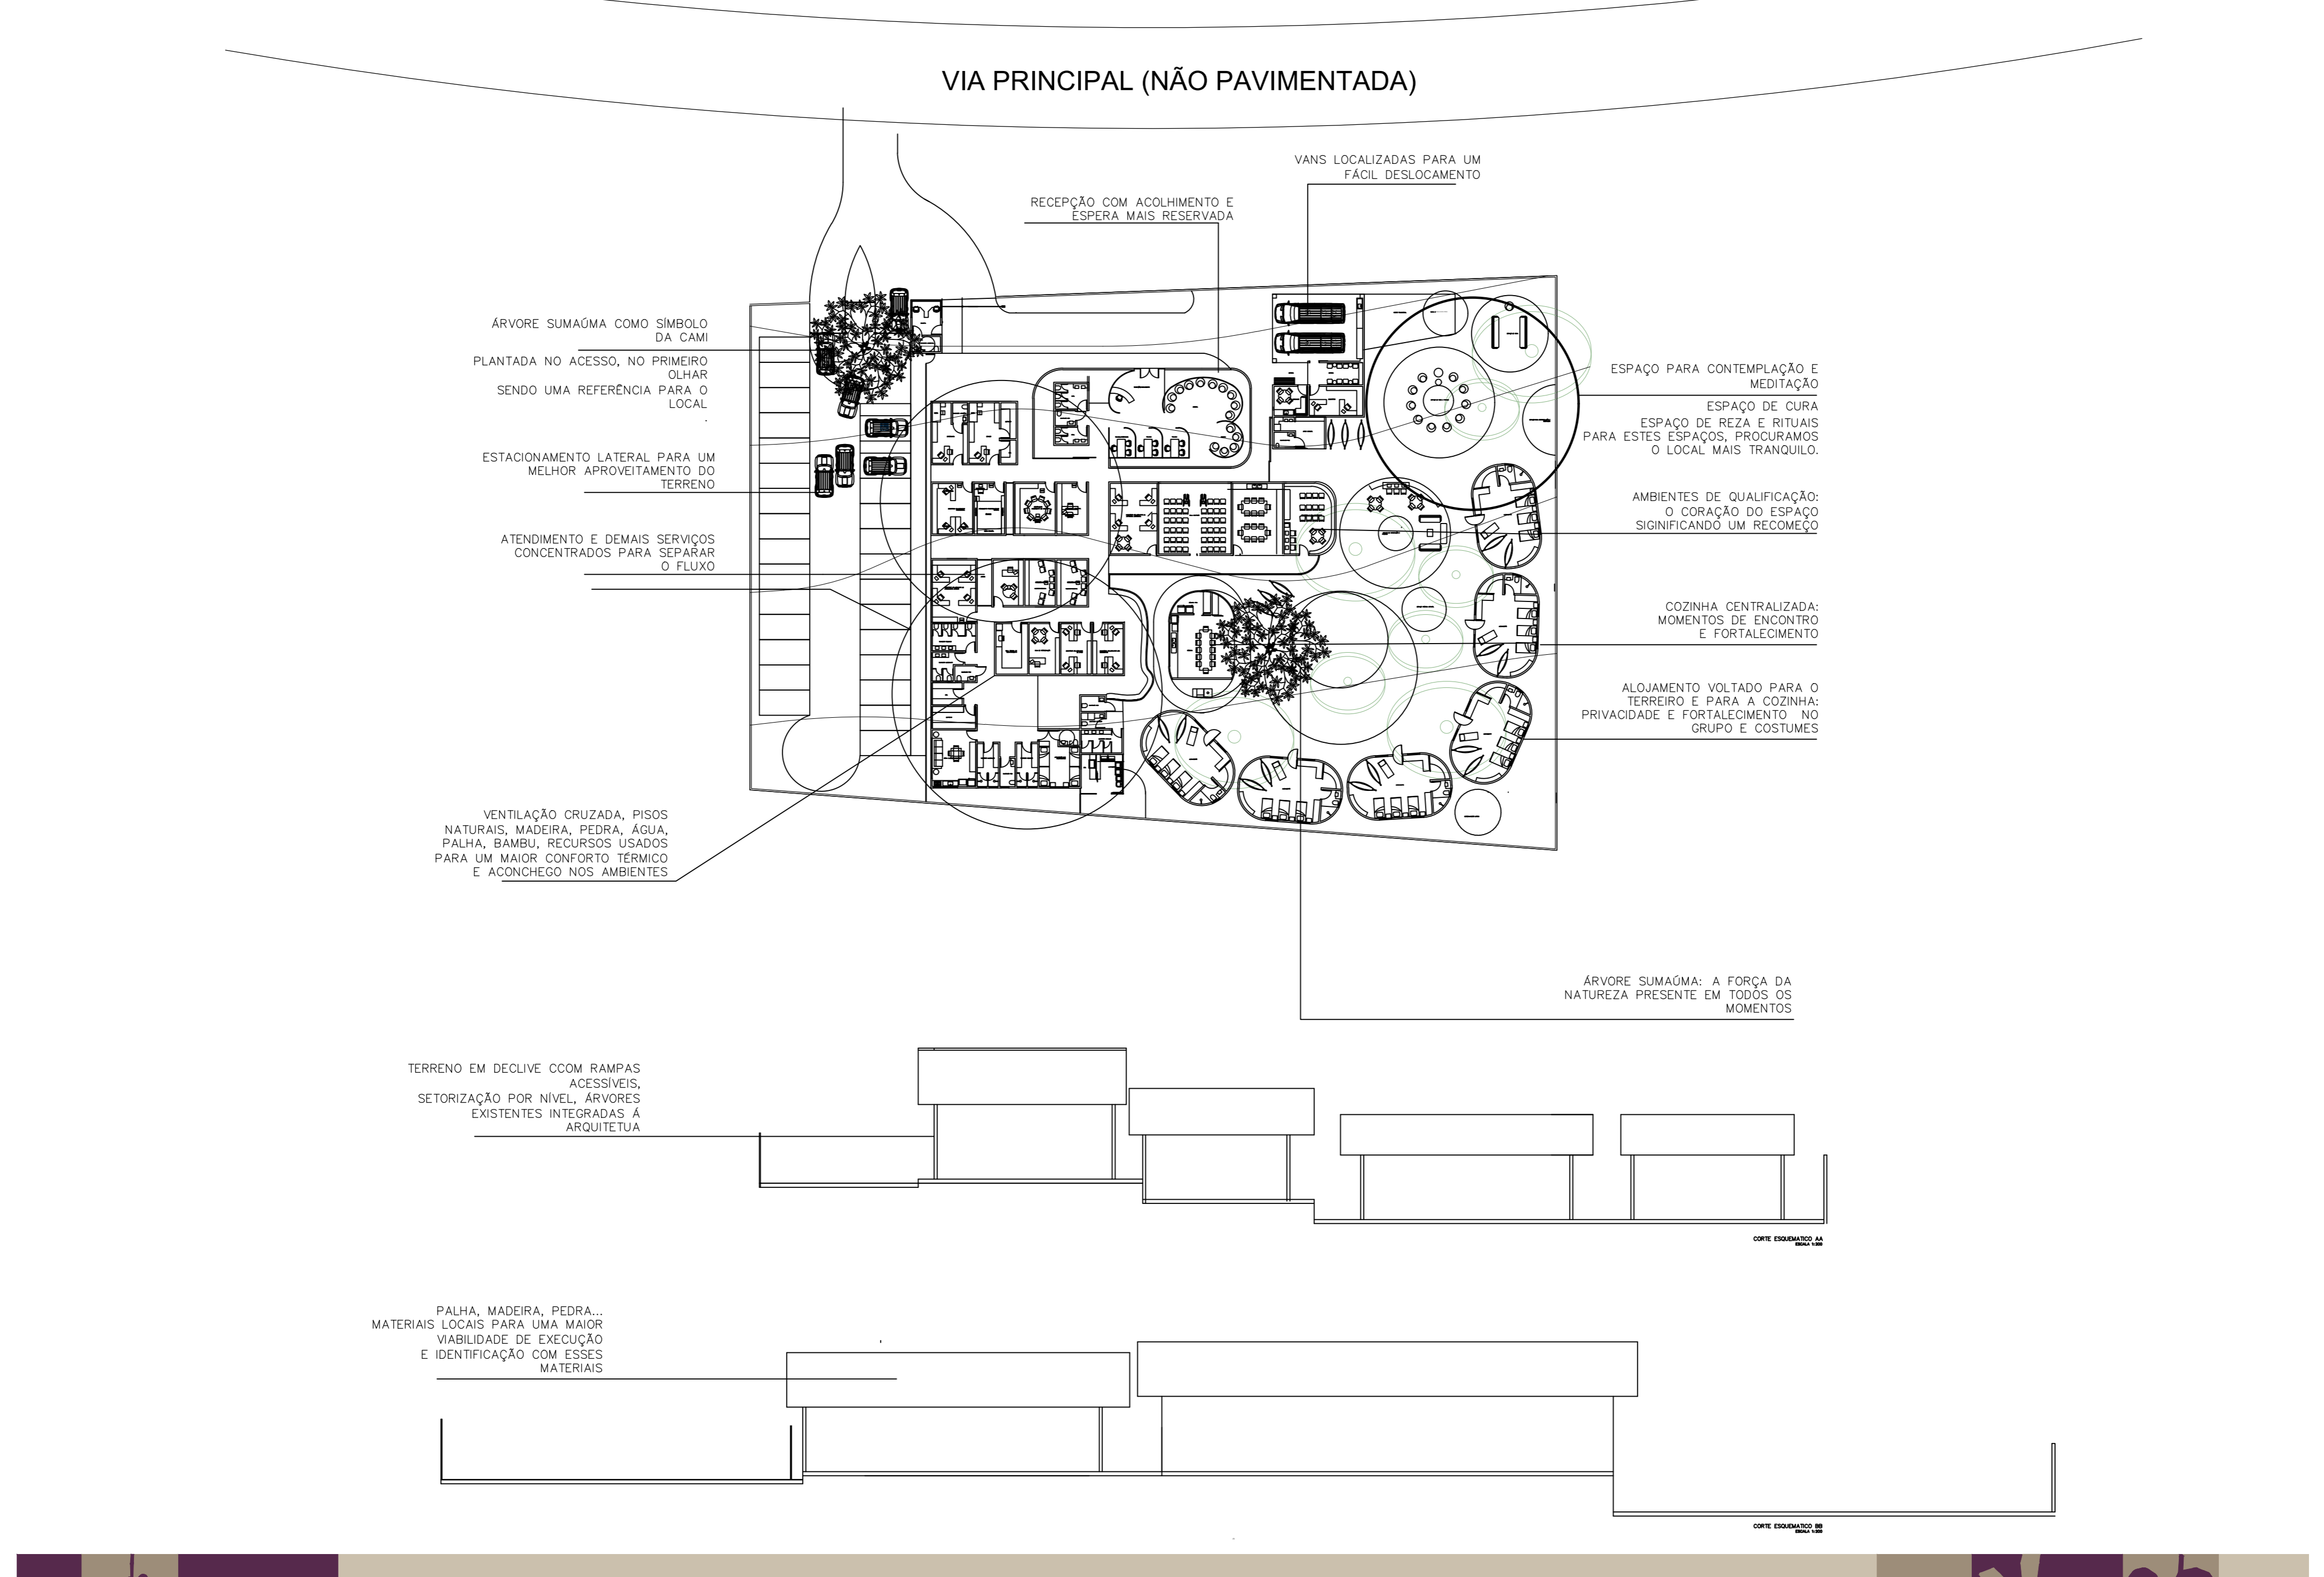 VIA PRINCIPAL (NÃO PAVIMENTADA)
VANS LOCALIZADAS PARA UM
FÁCIL DESLOCAMENTO
RECEPÇÃO COM ACOLHIMENTO E
ESPERA MAIS RESERVADA
ÁRVORE SUMAÚMA COMO SÍMBOLO
DA CAMI
PLANTADA NO ACESSO, NO PRIMEIRO
OLHAR
SENDO UMA REFERÊNCIA PARA O
LOCAL
.
ESTACIONAMENTO LATERAL PARA UM
MELHOR APROVEITAMENTO DO
TERRENO
ATENDIMENTO E DEMAIS SERVIÇOS
CONCENTRADOS PARA SEPARAR
O FLUXO
VENTILAÇÃO CRUZADA, PISOS
NATURAIS, MADEIRA, PEDRA, ÁGUA,
PALHA, BAMBU, RECURSOS USADOS
PARA UM MAIOR CONFORTO TÉRMICO
E ACONCHEGO NOS AMBIENTES
ESPAÇO PARA CONTEMPLAÇÃO E
MEDITAÇÃO
ESPAÇO DE CURA
ESPAÇO DE REZA E RITUAIS
PARA ESTES ESPAÇOS, PROCURAMOS
O LOCAL MAIS TRANQUILO.
AMBIENTES DE QUALIFICAÇÃO:
O CORAÇÃO DO ESPAÇO
SIGINIFICANDO UM RECOMEÇO
COZINHA CENTRALIZADA:
MOMENTOS DE ENCONTRO
E FORTALECIMENTO
ALOJAMENTO VOLTADO PARA O
TERREIRO E PARA A COZINHA:
PRIVACIDADE E FORTALECIMENTO NO
GRUPO E COSTUMES
ÁRVORE SUMAÚMA: A FORÇA DA
NATUREZA PRESENTE EM TODOS OS
MOMENTOS
TERRENO EM DECLIVE CCOM RAMPAS
ACESSÍVEIS,
SETORIZAÇÃO POR NÍVEL, ÁRVORES
EXISTENTES INTEGRADAS Á
ARQUITETUA
CORTE ESQUEMATICO AA
ESCALA 1:200
PALHA, MADEIRA, PEDRA...
MATERIAIS LOCAIS PARA UMA MAIOR
VIABILIDADE DE EXECUÇÃO
E IDENTIFICAÇÃO COM ESSES
MATERIAIS
CORTE ESQUEMATICO BB
ESCALA 1:200